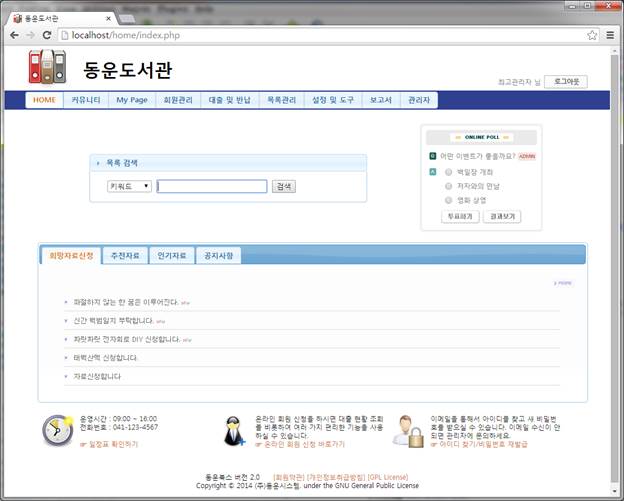 동운도서관
localhost/home/index.php
동운도서관
최고관리자 님 로그아웃
HOME 커뮤니티 My Page 회원관리 대출 및 반납 목록관리 설정 및 도구 보고서 관리자
ONLINE POLL
Q 어떤 이벤트가 좋을까요? ADMIN
A 백일장 개최
저자와의 만남
영화 상영
투표하기 결과보기
목록 검색
키워드 검색
희망자료신청 추천자료 인기자료 공지사항
> more
좌절하지 않는 한 꿈은 이루어진다. new
신간 백범일지 부탁합니다. new
짜릿짜릿 전자회로 DIY 신청합니다. new
태백산맥 신청합니다.
자료신청합니다
운영시간 : 09:00 ~ 16:00
전화번호 : 041-123-4567
☞ 일정표 확인하기
온라인 회원 신청을 하시면 대출 현황 조회
를 비롯하여 여러 가지 편리한 기능을 사용
하실 수 있습니다.
☞ 온라인 회원 신청 바로가기
이메일을 통해서 아이디를 찾고 새 비밀번
호를 받으실 수 있습니다. 이메일 수신이 안
되면 관리자에 문의하세요.
☞ 아이디 찾기/비밀번호 재발급
동운북스 버전 2.0 [회원약관] [개인정보취급방침] [GPL License]
Copyright © 2014 (주)동운시스템. under the GNU General Public License